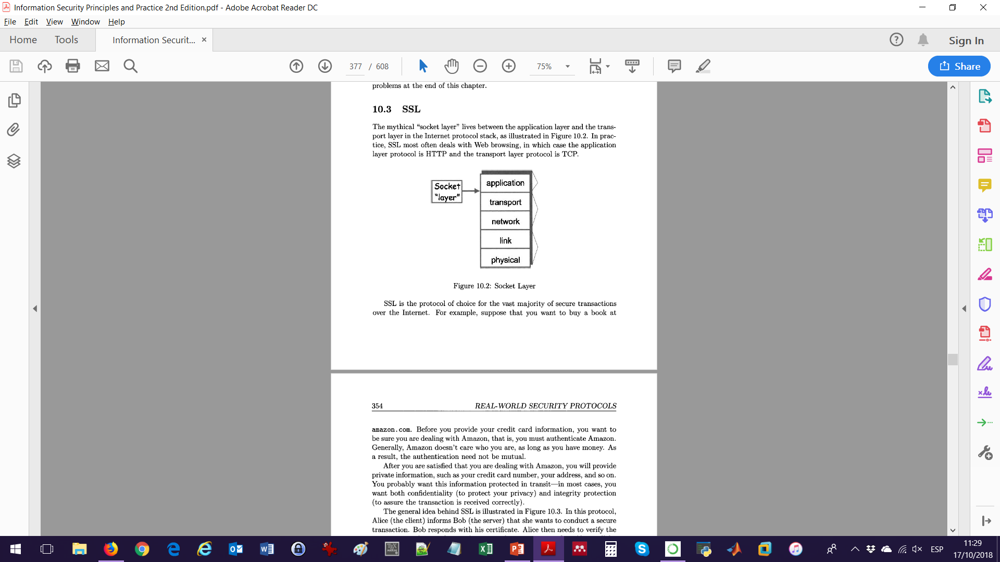 Information Security Principles and Practice 2nd Edition.pdf - Adobe Acrobat Reader DC
File Edit View Window Help
Home Tools Information Securit... × Sign In
377 / 608 75% Share
problems at the end of this chapter.
10.3 SSL
The mythical “socket layer” lives between the application layer and the trans-
port layer in the Internet protocol stack, as illustrated in Figure 10.2. In prac-
tice, SSL most often deals with Web browsing, in which case the application
layer protocol is HTTP and the transport layer protocol is TCP.
Socket
"layer"
application
transport
network
link
physical
Figure 10.2: Socket Layer
SSL is the protocol of choice for the vast majority of secure transactions
over the Internet. For example, suppose that you want to buy a book at
354 REAL-WORLD SECURITY PROTOCOLS
amazon.com. Before you provide your credit card information, you want to
be sure you are dealing with Amazon, that is, you must authenticate Amazon.
Generally, Amazon doesn't care who you are, as long as you have money. As
a result, the authentication need not be mutual.
After you are satisfied that you are dealing with Amazon, you will provide
private information, such as your credit card number, your address, and so on.
You probably want this information protected in transit—in most cases, you
want both confidentiality (to protect your privacy) and integrity protection
(to assure the transaction is received correctly).
The general idea behind SSL is illustrated in Figure 10.3. In this protocol,
Alice (the client) informs Bob (the server) that she wants to conduct a secure
transaction. Bob responds with his certificate. Alice then needs to verify the
ESP
11:29
17/10/2018